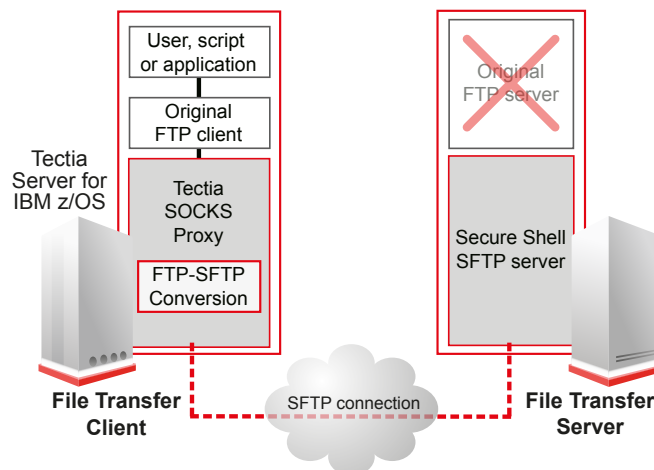 User, script
or application
Original
FTP client
Tectia
Server for
IBM z/OS
Tectia
SOCKS
Proxy
FTP-SFTP
Conversion
File Transfer
Client
Original
FTP server
Secure Shell
SFTP server
SFTP connection
File Transfer
Server